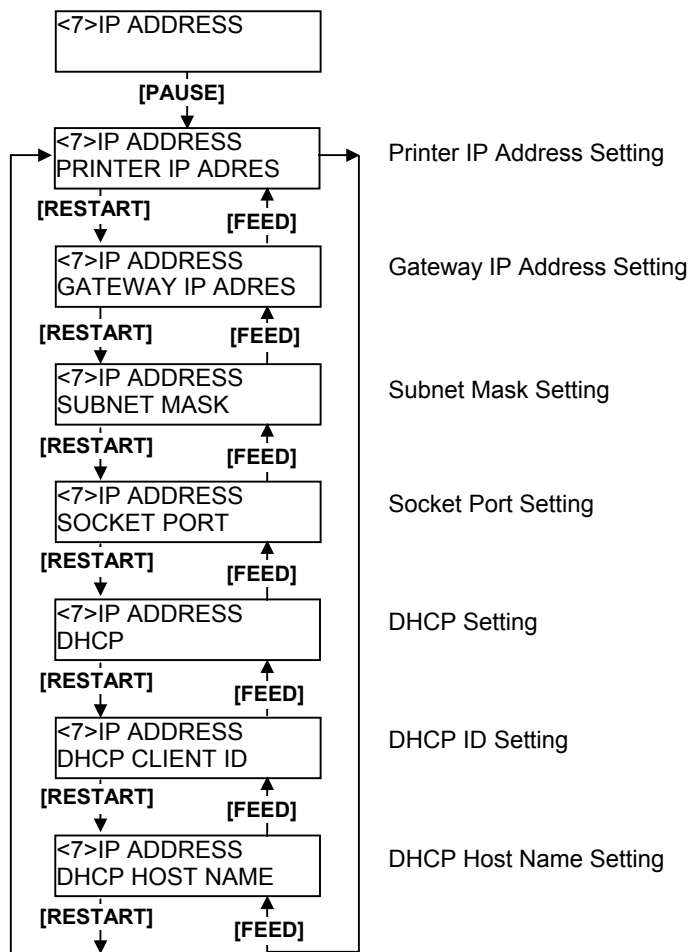 <7>IP ADDRESS
[PAUSE]
<7>IP ADDRESS
PRINTER IP ADRES
Printer IP Address Setting
[RESTART]
[FEED]
<7>IP ADDRESS
GATEWAY IP ADRES
Gateway IP Address Setting
[RESTART]
[FEED]
<7>IP ADDRESS
SUBNET MASK
Subnet Mask Setting
[RESTART]
[FEED]
<7>IP ADDRESS
SOCKET PORT
Socket Port Setting
[RESTART]
[FEED]
<7>IP ADDRESS
DHCP
DHCP Setting
[RESTART]
[FEED]
<7>IP ADDRESS
DHCP CLIENT ID
DHCP ID Setting
[RESTART]
[FEED]
<7>IP ADDRESS
DHCP HOST NAME
DHCP Host Name Setting
[RESTART]
[FEED]